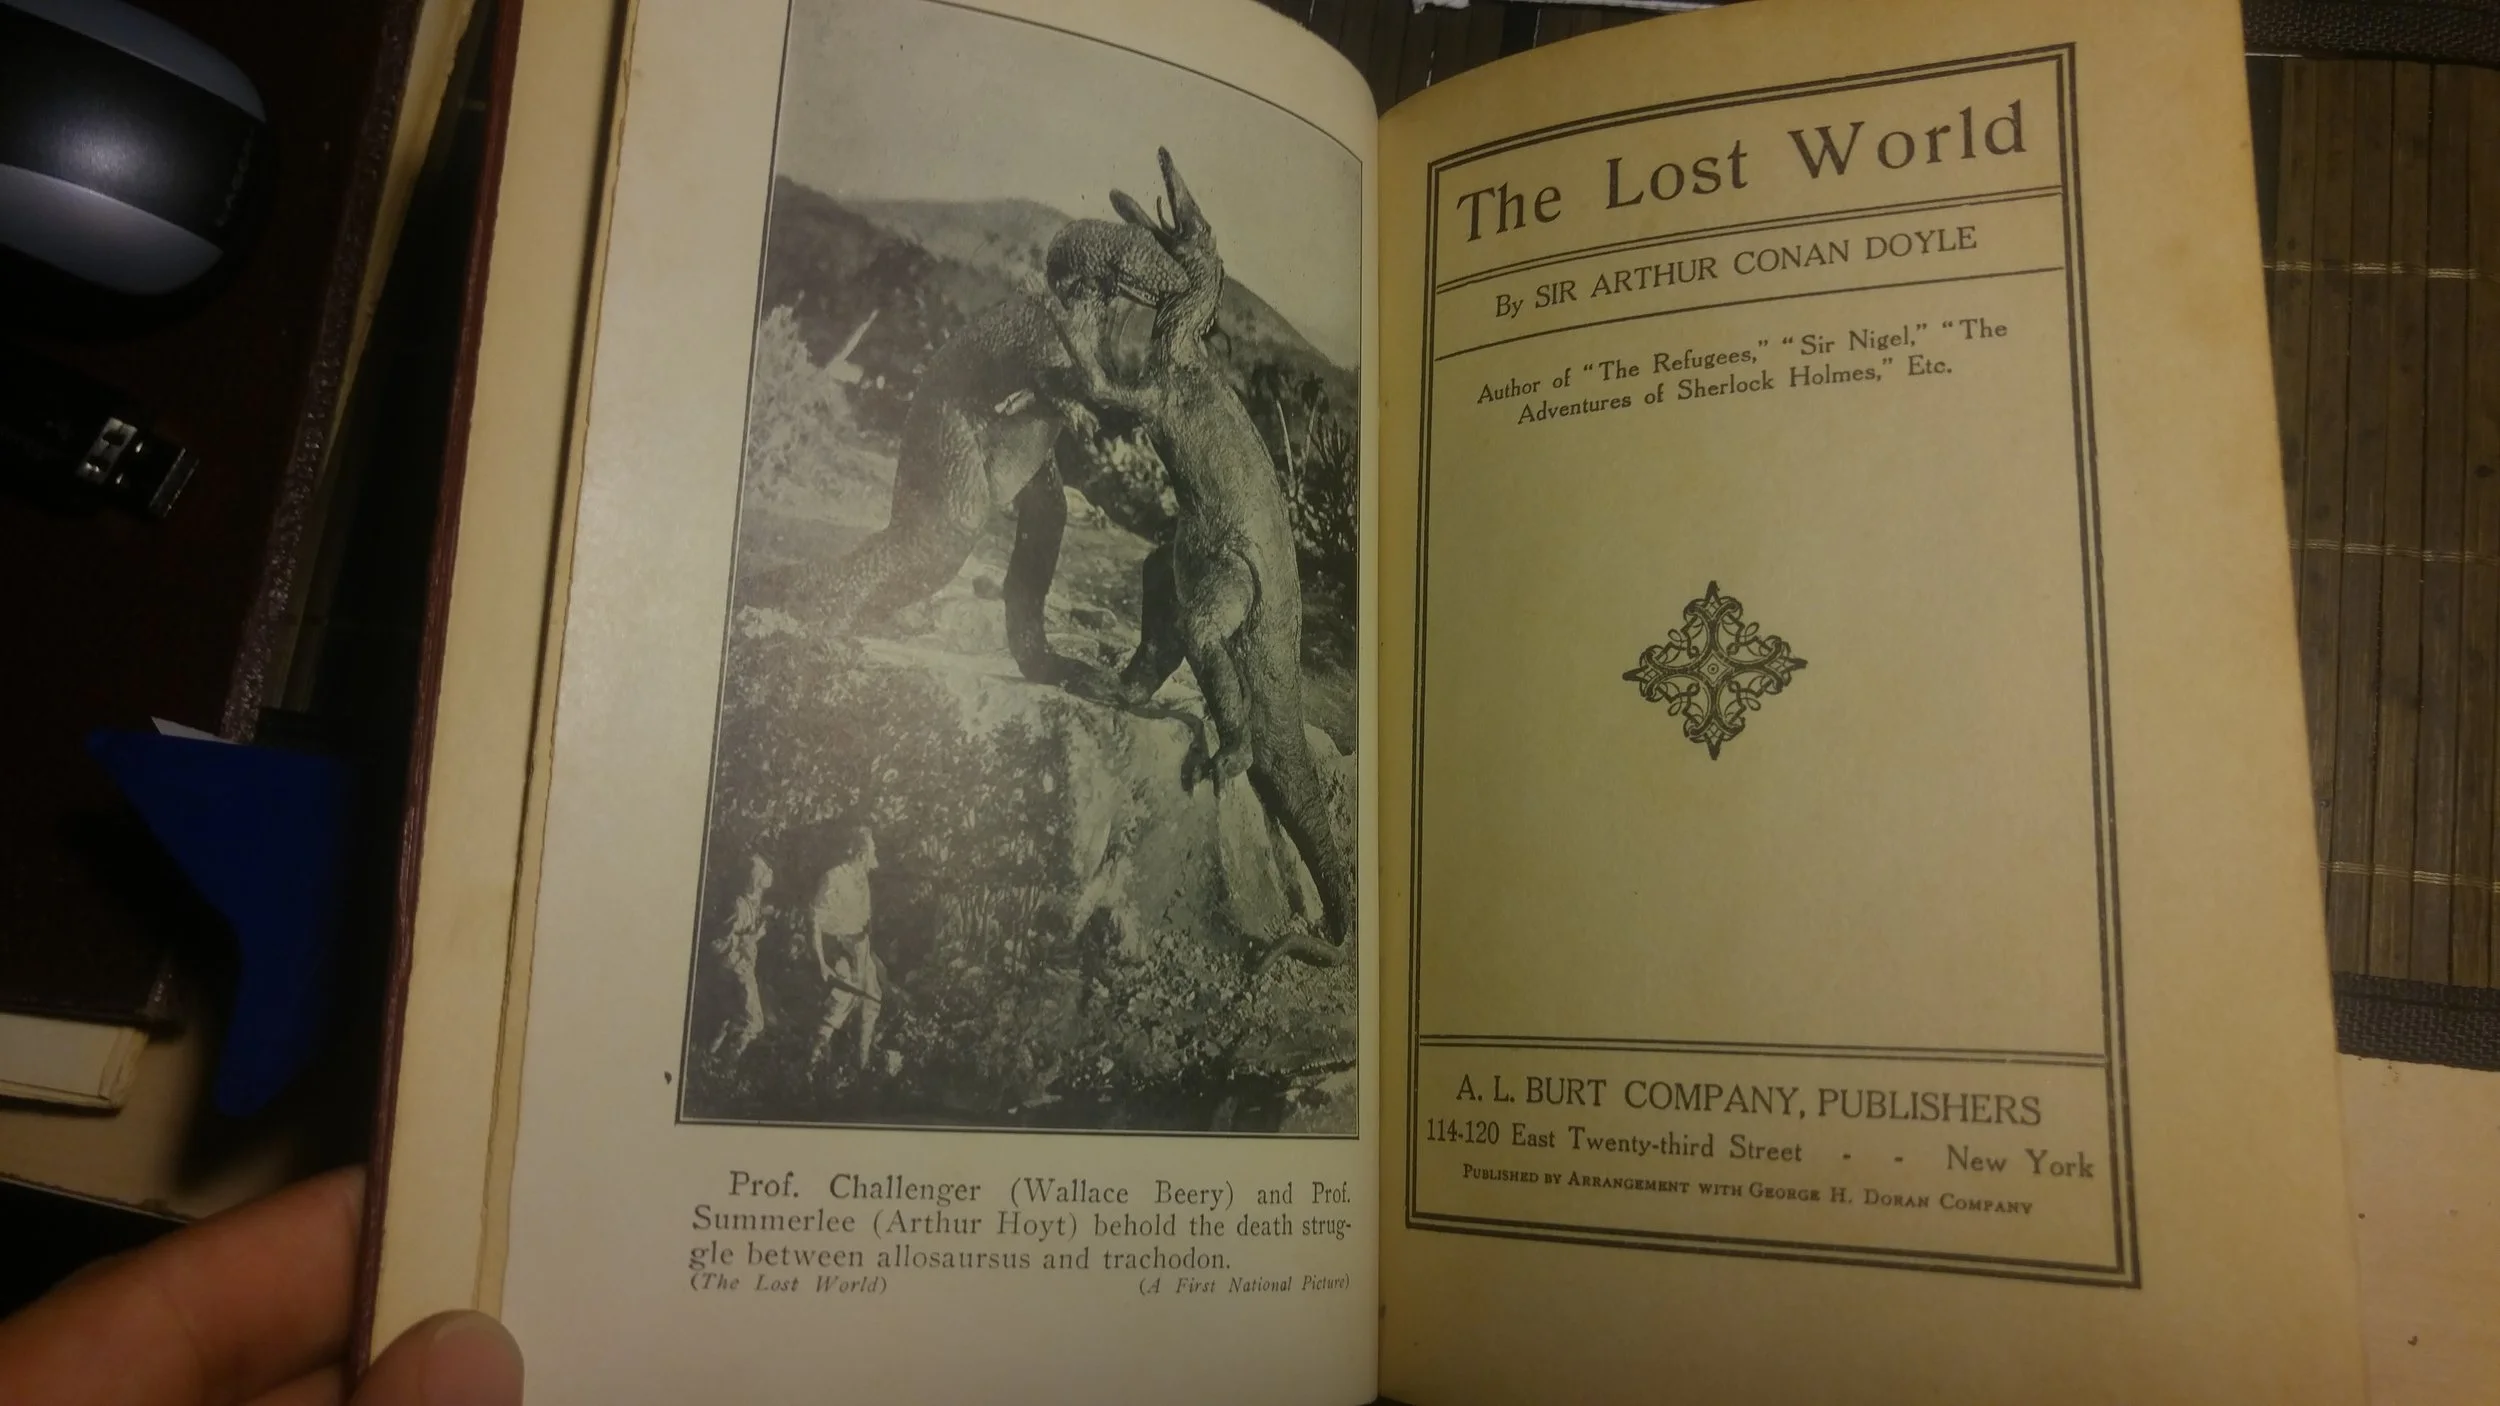 Prof. Challenger (Wallace Beery) and Prof.
Summerlee (Arthur Hoyt) behold the death strug-
gle between allosaursus and trachodon.
(The Lost World) (A First National Picture)
The Lost World
By SIR ARTHUR CONAN DOYLE
Author of “The Refugees,” “Sir Nigel,” “The
Adventures of Sherlock Holmes,” Etc.
A. L. BURT COMPANY, PUBLISHERS
114-120 East Twenty-third Street - - New York
PUBLISHED BY ARRANGEMENT WITH GEORGE H. DORAN COMPANY